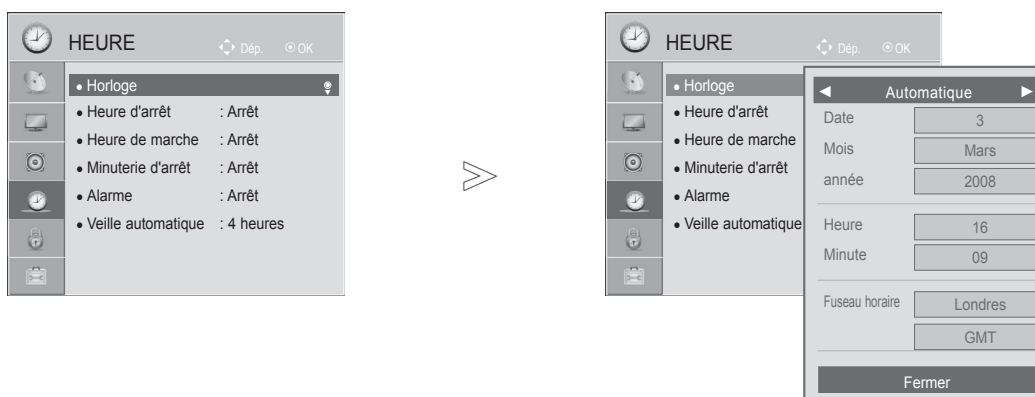 HEURE Dép. OK
● Horloge
● Heure d'arrêt : Arrêt
● Heure de marche : Arrêt
● Minuterie d'arrêt : Arrêt
● Alarme : Arrêt
● Veille automatique : 4 heures
HEURE Dép. OK
● Horloge
● Heure d'arrêt
● Heure de marche
● Minuterie d'arrêt
● Alarme
● Veille automatique
◄ Automatique ►
Date 3
Mois Mars
année 2008
Heure 16
Minute 09
Fuseau horaire Londres
GMT
Fermer